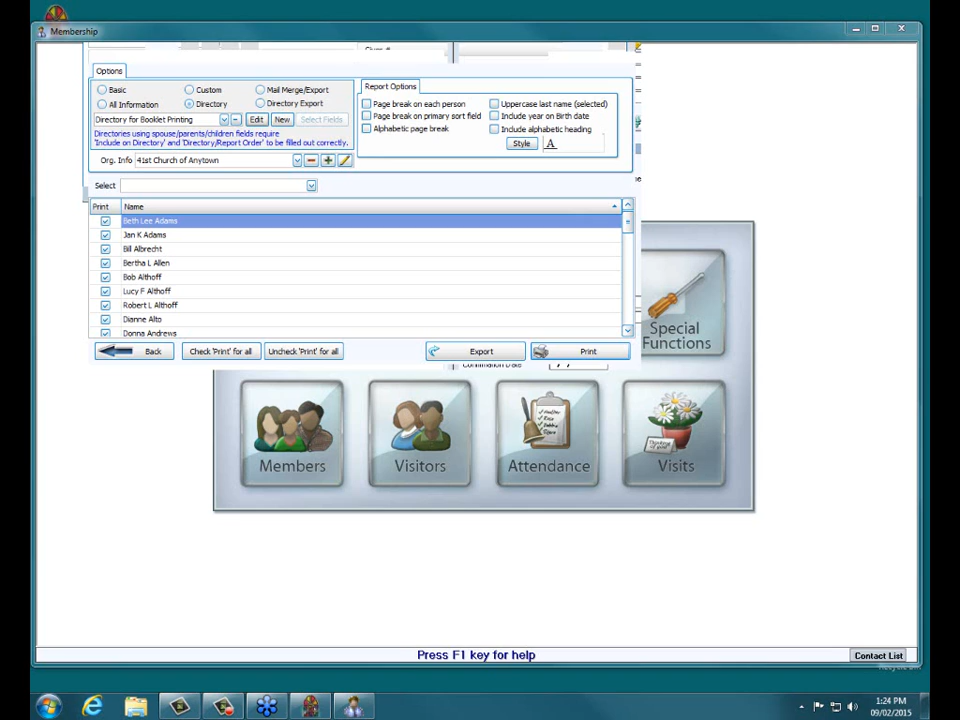 Membership
Options
Basic
Custom
Mail Merge/Export
All Information
Directory
Directory Export
Directory for Booklet Printing
Edit
New
Select Fields
Directories using spouse/parents/children fields require
'Include on Directory' and 'Directory/Report Order' to be filled out correctly.
Org. Info 41st Church of Anytown
Report Options
Page break on each person
Uppercase last name (selected)
Page break on primary sort field
Include year on Birth date
Alphabetic page break
Include alphabetic heading
Style
A
Select
Print Name
Beth Lee Adams
Jan K Adams
Bill Albrecht
Bertha L Allen
Bob Althoff
Lucy F Althoff
Robert L Althoff
Dianne Alto
Donna Andrews
Back
Check 'Print' for all
Uncheck 'Print' for all
Export
Print
Special
Functions
Members
Visitors
Attendance
Visits
Press F1 key for help
Contact List
1:24 PM
09/02/2015